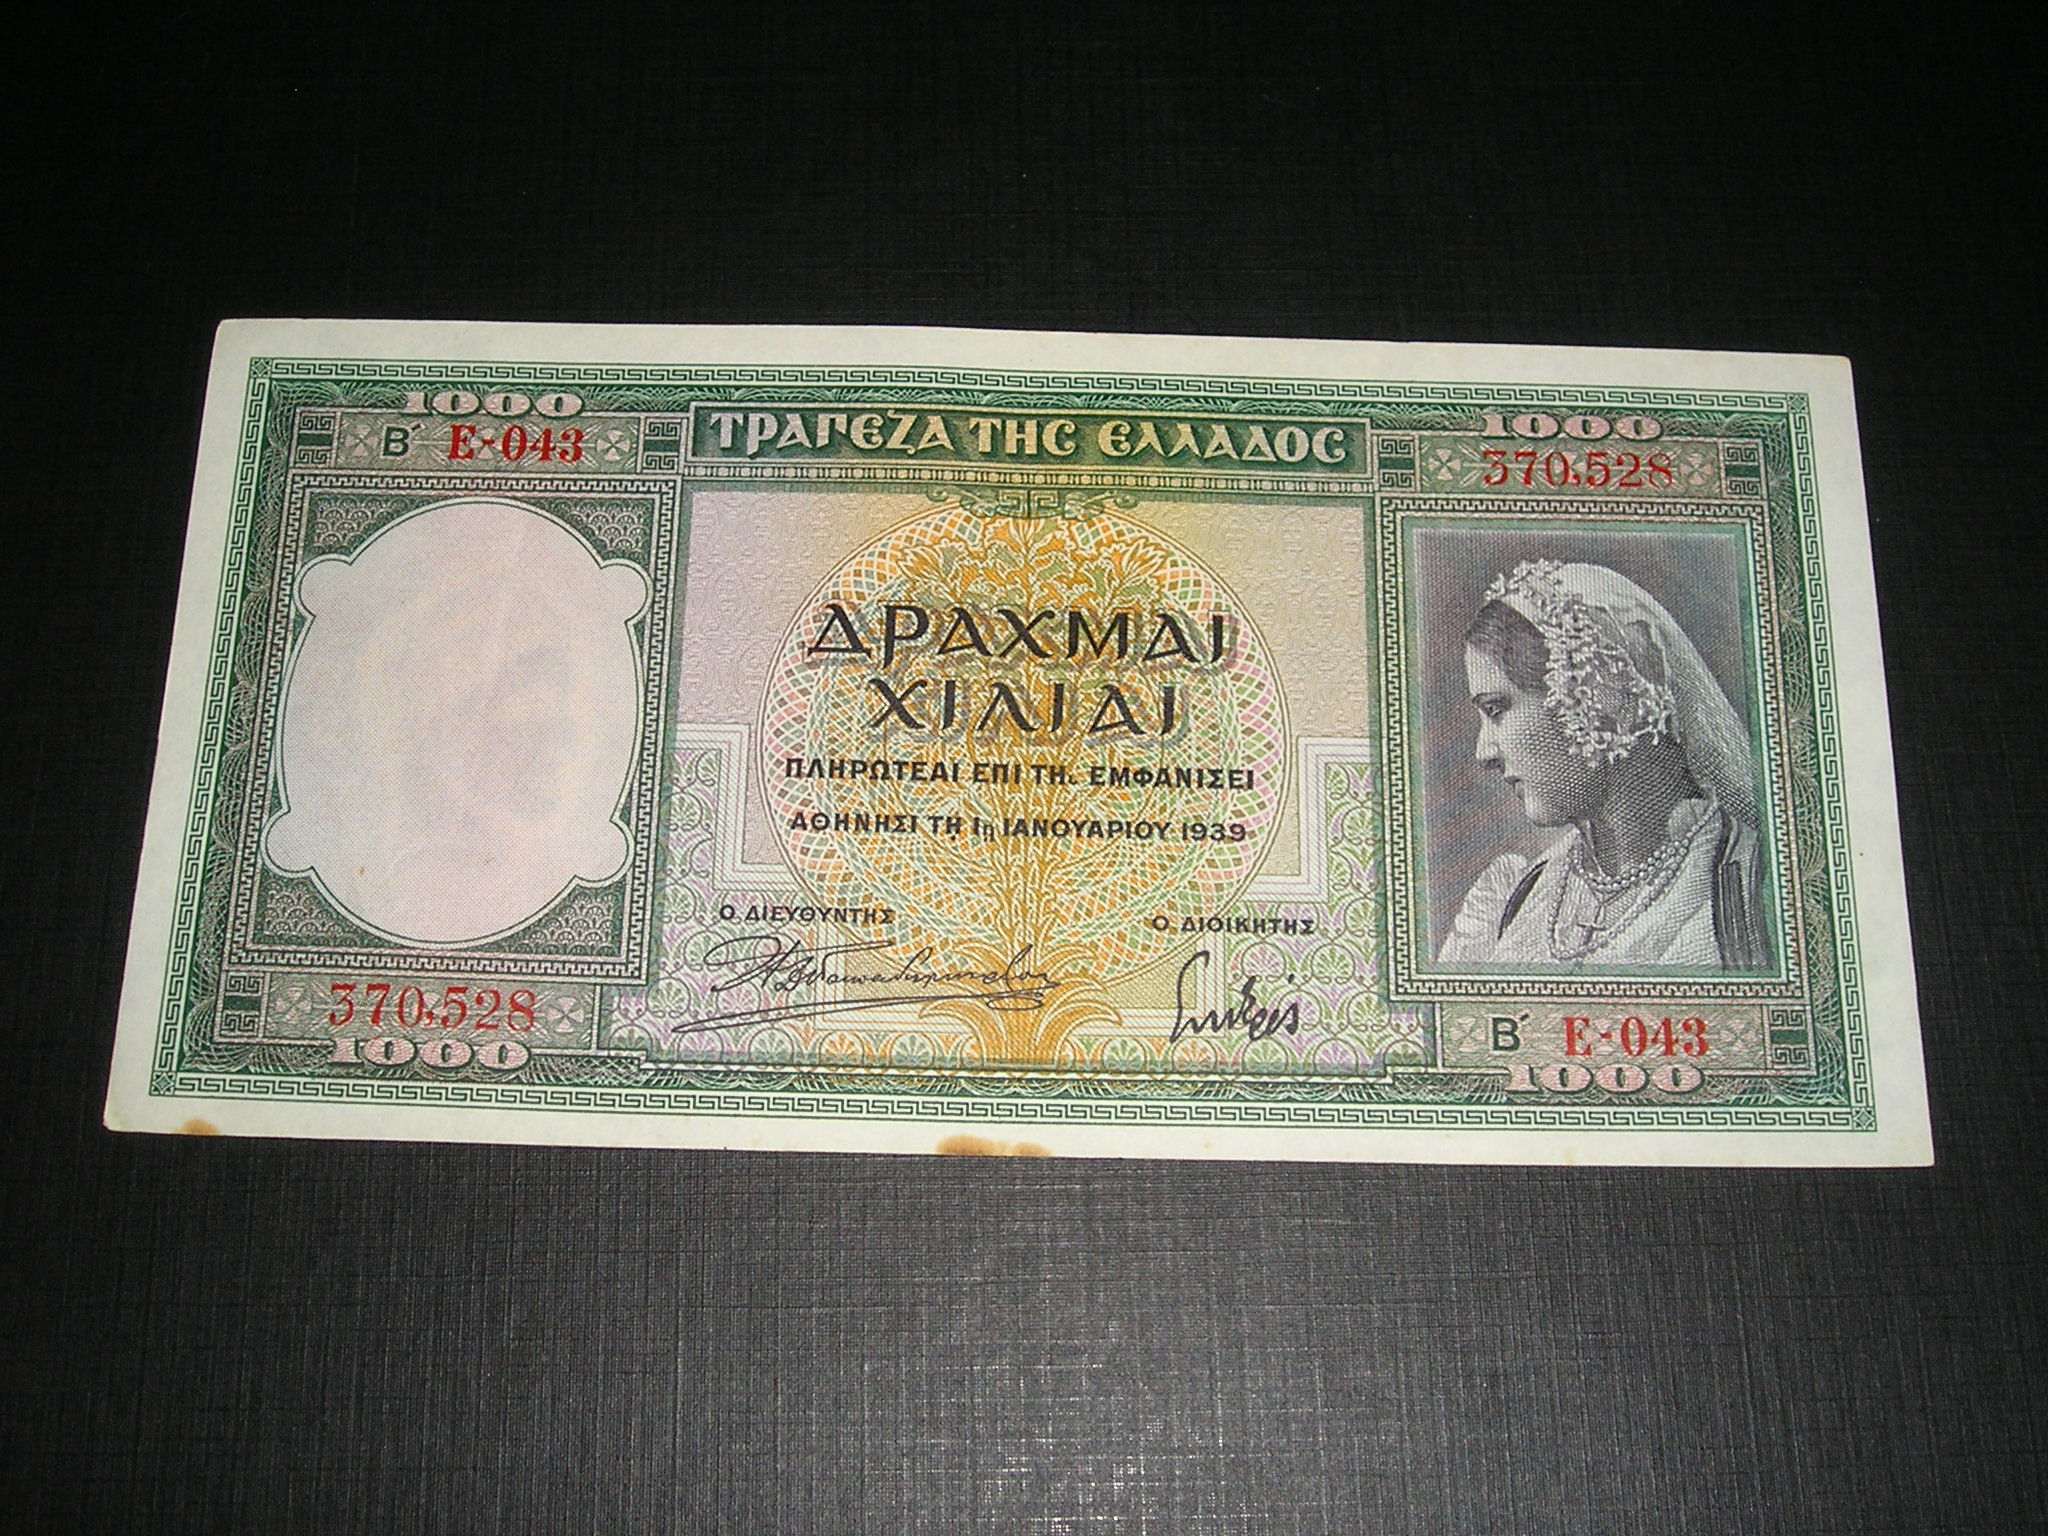 1000
Β´ Ε-043
ΤΡΑΠΕΖΑ ΤΗΣ ΕΛΛΑΔΟΣ
1000
370,528
ΔΡΑΧΜΑΙ
ΧΙΛΙΑΙ
ΠΛΗΡΩΤΕΑΙ ΕΠΙ ΤΗι ΕΜΦΑΝΙΣΕΙ
ΑΘΗΝΗΣΙ ΤΗ 1η ΙΑΝΟΥΑΡΙΟΥ 1939
Ο ΔΙΕΥΘΥΝΤΗΣ
Ο ΔΙΟΙΚΗΤΗΣ
370,528
1000
Β´ Ε-043
1000